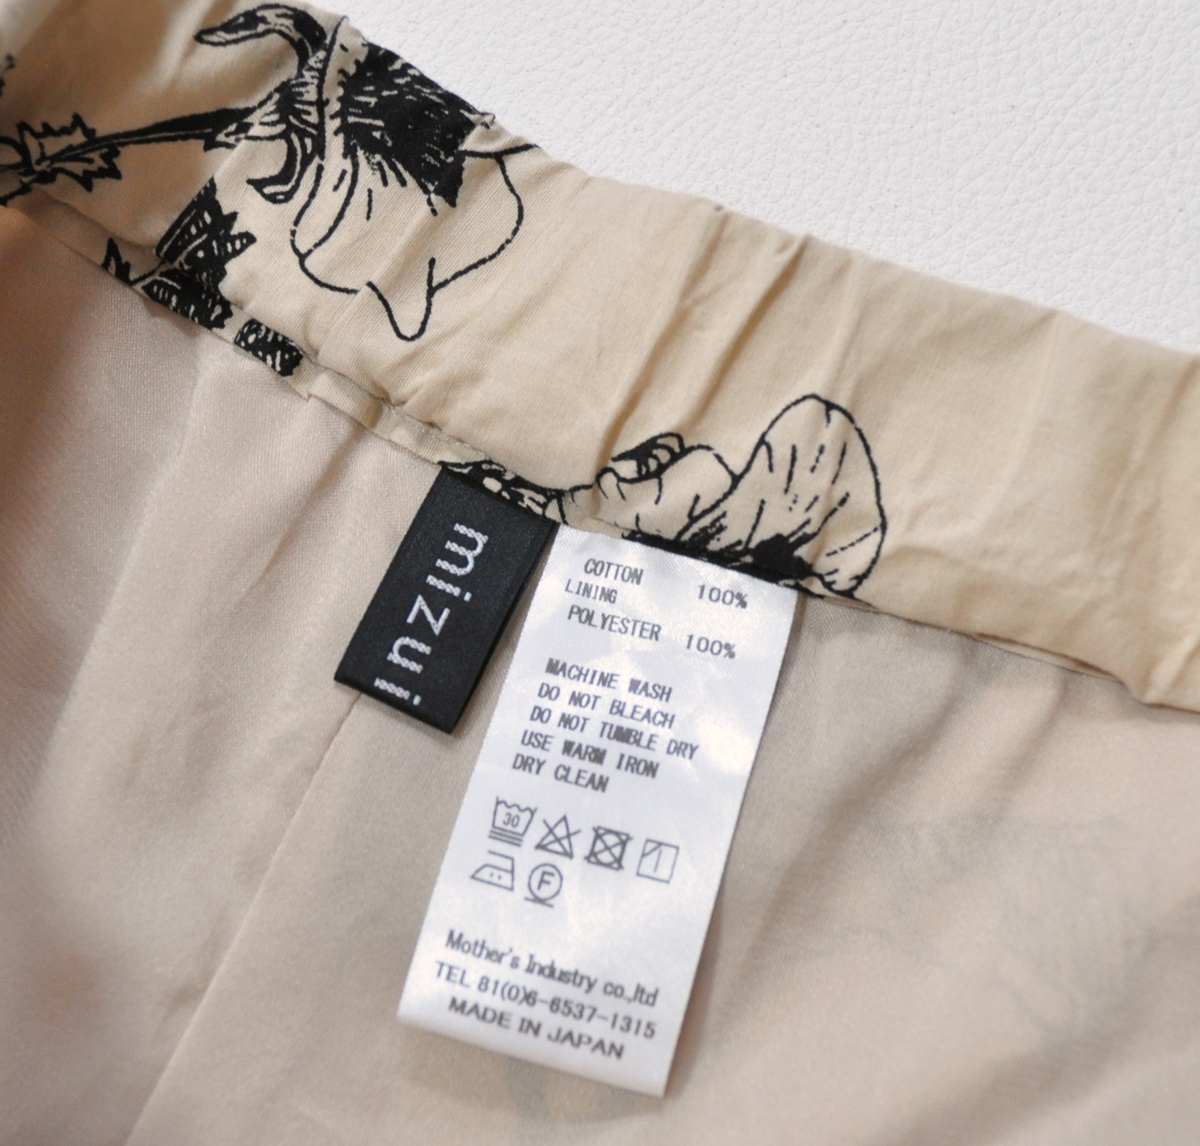 mizu!
COTTON 100%
LINING
POLYESTER 100%
MACHINE WASH
DO NOT BLEACH
DO NOT TUMBLE DRY
USE WARM IRON
DRY CLEAN
30
F
Mother's Industry co.,ltd
TEL 81(0)6-6537-1315
MADE IN JAPAN